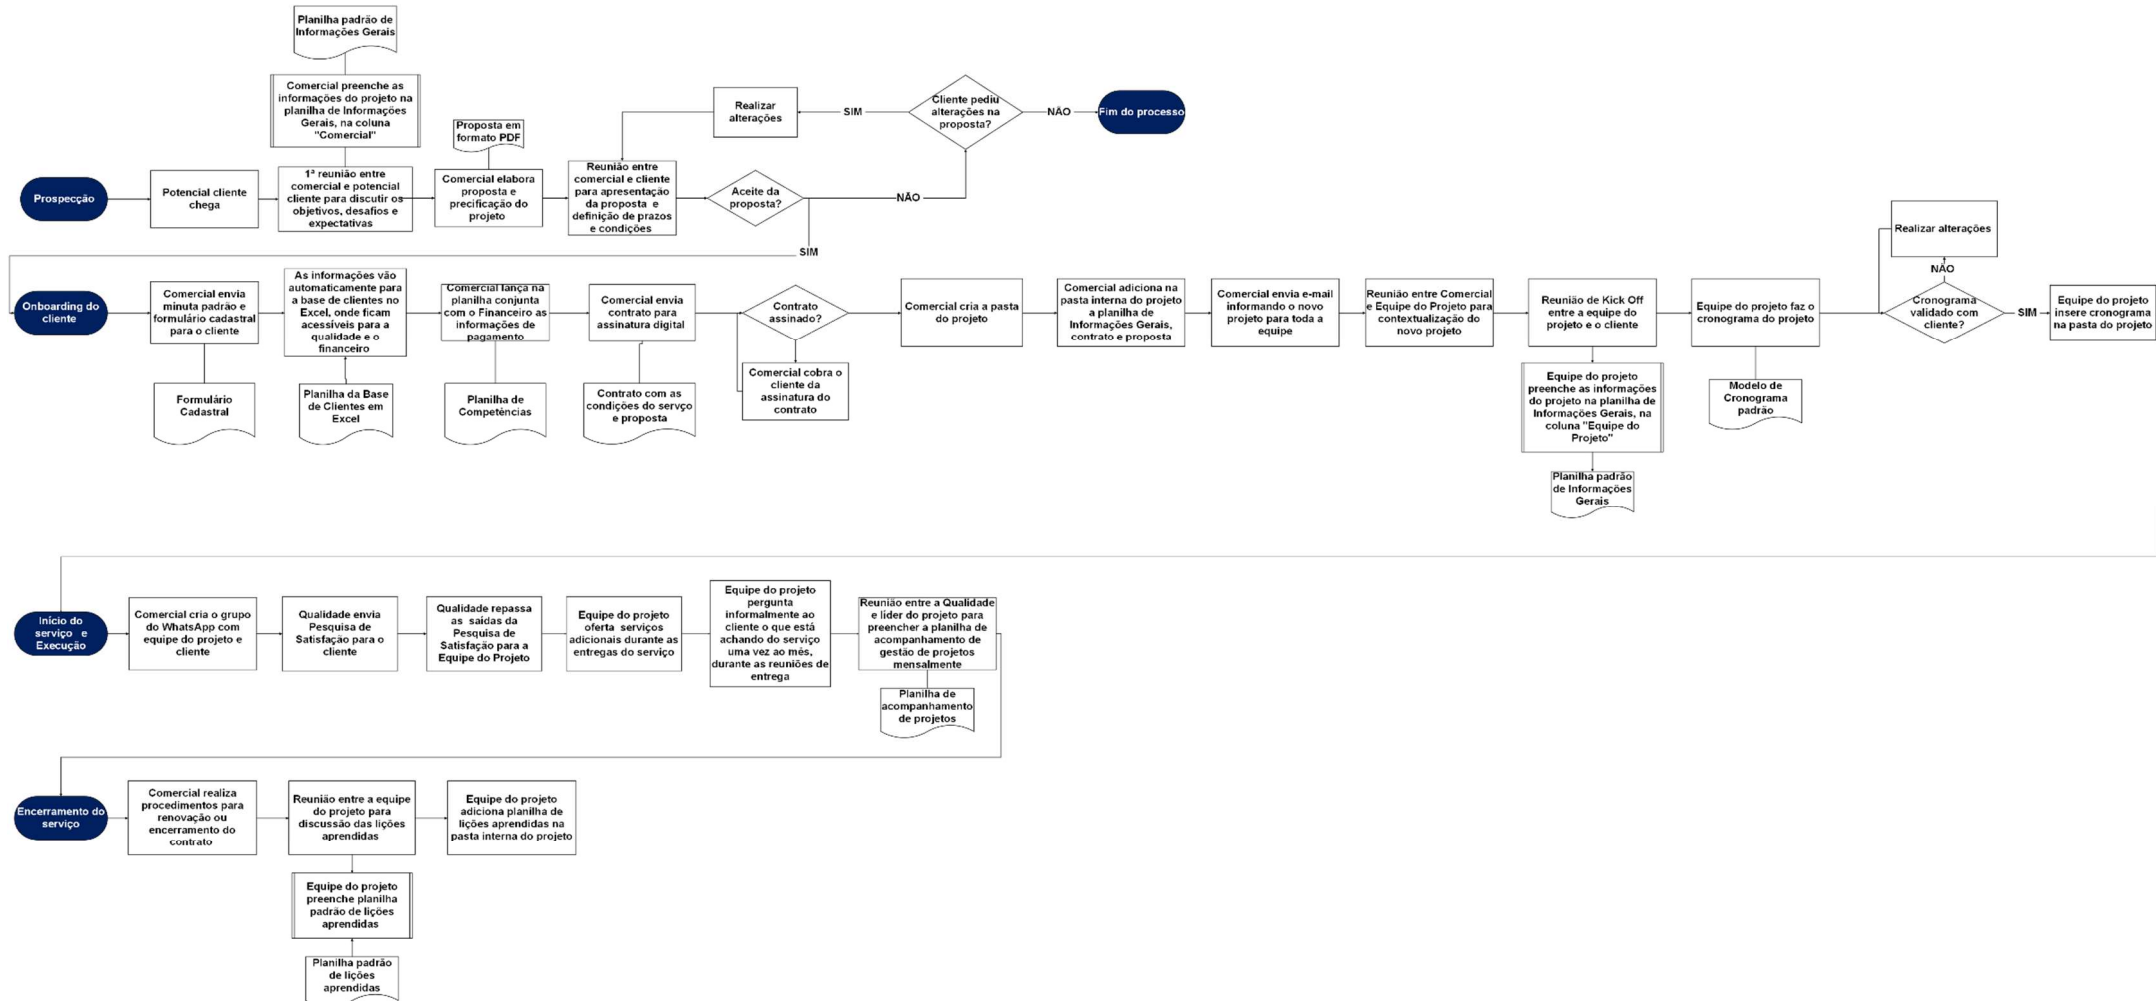 Planilha padrão de
Informações Gerais
Comercial preenche as
informações do projeto na
planilha de Informações
Gerais, na coluna
"Comercial"
Proposta em
formato PDF
Realizar
alterações
SIM
Cliente pediu
alterações na
proposta?
NÃO
Fim do processo
Prospecção
Potencial cliente
chega
1ª reunião entre
comercial e potencial
cliente para discutir os
objetivos, desafios e
expectativas
Comercial elabora
proposta e
precificação do
projeto
Reunião entre
comercial e cliente
para apresentação
da proposta e
definição de prazos
e condições
Aceite da
proposta?
NÃO
SIM
Onboarding do
cliente
Comercial envia
minuta padrão e
formulário cadastral
para o cliente
As informações vão
automaticamente para
a base de clientes no
Excel, onde ficam
acessíveis para a
qualidade e o
financeiro
Comercial lança na
planilha conjunta
com o Financeiro as
informações de
pagamento
Comercial envia
contrato para
assinatura digital
Contrato
assinado?
Comercial cria a pasta
do projeto
Comercial adiciona na
pasta interna do projeto
a planilha de
Informações Gerais,
contrato e proposta
Comercial envia e-mail
informando o novo
projeto para toda a
equipe
Reunião entre Comercial
e Equipe do Projeto para
contextualização do
novo projeto
Reunião de Kick Off
entre a equipe do
projeto e o cliente
Equipe do projeto faz o
cronograma do projeto
Realizar alterações
NÃO
Cronograma
validado com
cliente?
SIM
Equipe do projeto
insere cronograma
na pasta do projeto
Formulário
Cadastral
Planilha da Base
de Clientes em
Excel
Planilha de
Competências
Contrato com as
condições do servço
e proposta
Comercial cobra o
cliente da
assinatura do
contrato
Equipe do projeto
preenche as informações
do projeto na planilha de
Informações Gerais, na
coluna "Equipe do
Projeto"
Modelo de
Cronograma
padrão
Planilha padrão
de Informações
Gerais
Início do
serviço e
Execução
Comercial cria o grupo
do WhatsApp com
equipe do projeto e
cliente
Qualidade envia
Pesquisa de
Satisfação para o
cliente
Qualidade repassa
as saídas da
Pesquisa de
Satisfação para a
Equipe do Projeto
Equipe do projeto
oferta serviços
adicionais durante as
entregas do serviço
Equipe do projeto
pergunta
informalmente ao
cliente o que está
achando do serviço
uma vez ao mês,
durante as reuniões de
entrega
Reunião entre a Qualidade
e líder do projeto para
preencher a planilha de
acompanhamento de
gestão de projetos
mensalmente
Planilha de
acompanhamento
de projetos
Encerramento do
serviço
Comercial realiza
procedimentos para
renovação ou
encerramento do
contrato
Reunião entre a equipe
do projeto para
discussão das lições
aprendidas
Equipe do projeto
adiciona planilha de
lições aprendidas na
pasta interna do projeto
Equipe do projeto
preenche planilha
padrão de lições
aprendidas
Planilha padrão
de lições
aprendidas